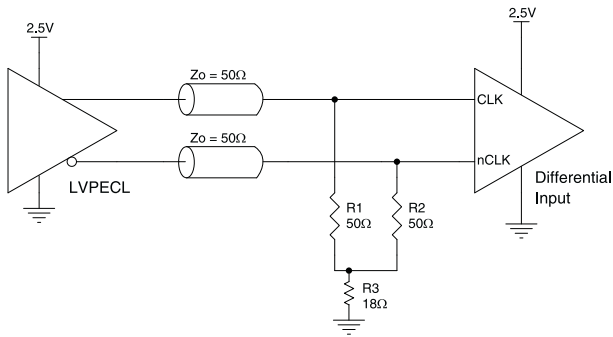 2.5V
2.5V
Zo = 50Ω
CLK
Zo = 50Ω
nCLK
LVPECL
Differential
Input
R1
50Ω
R2
50Ω
R3
18Ω